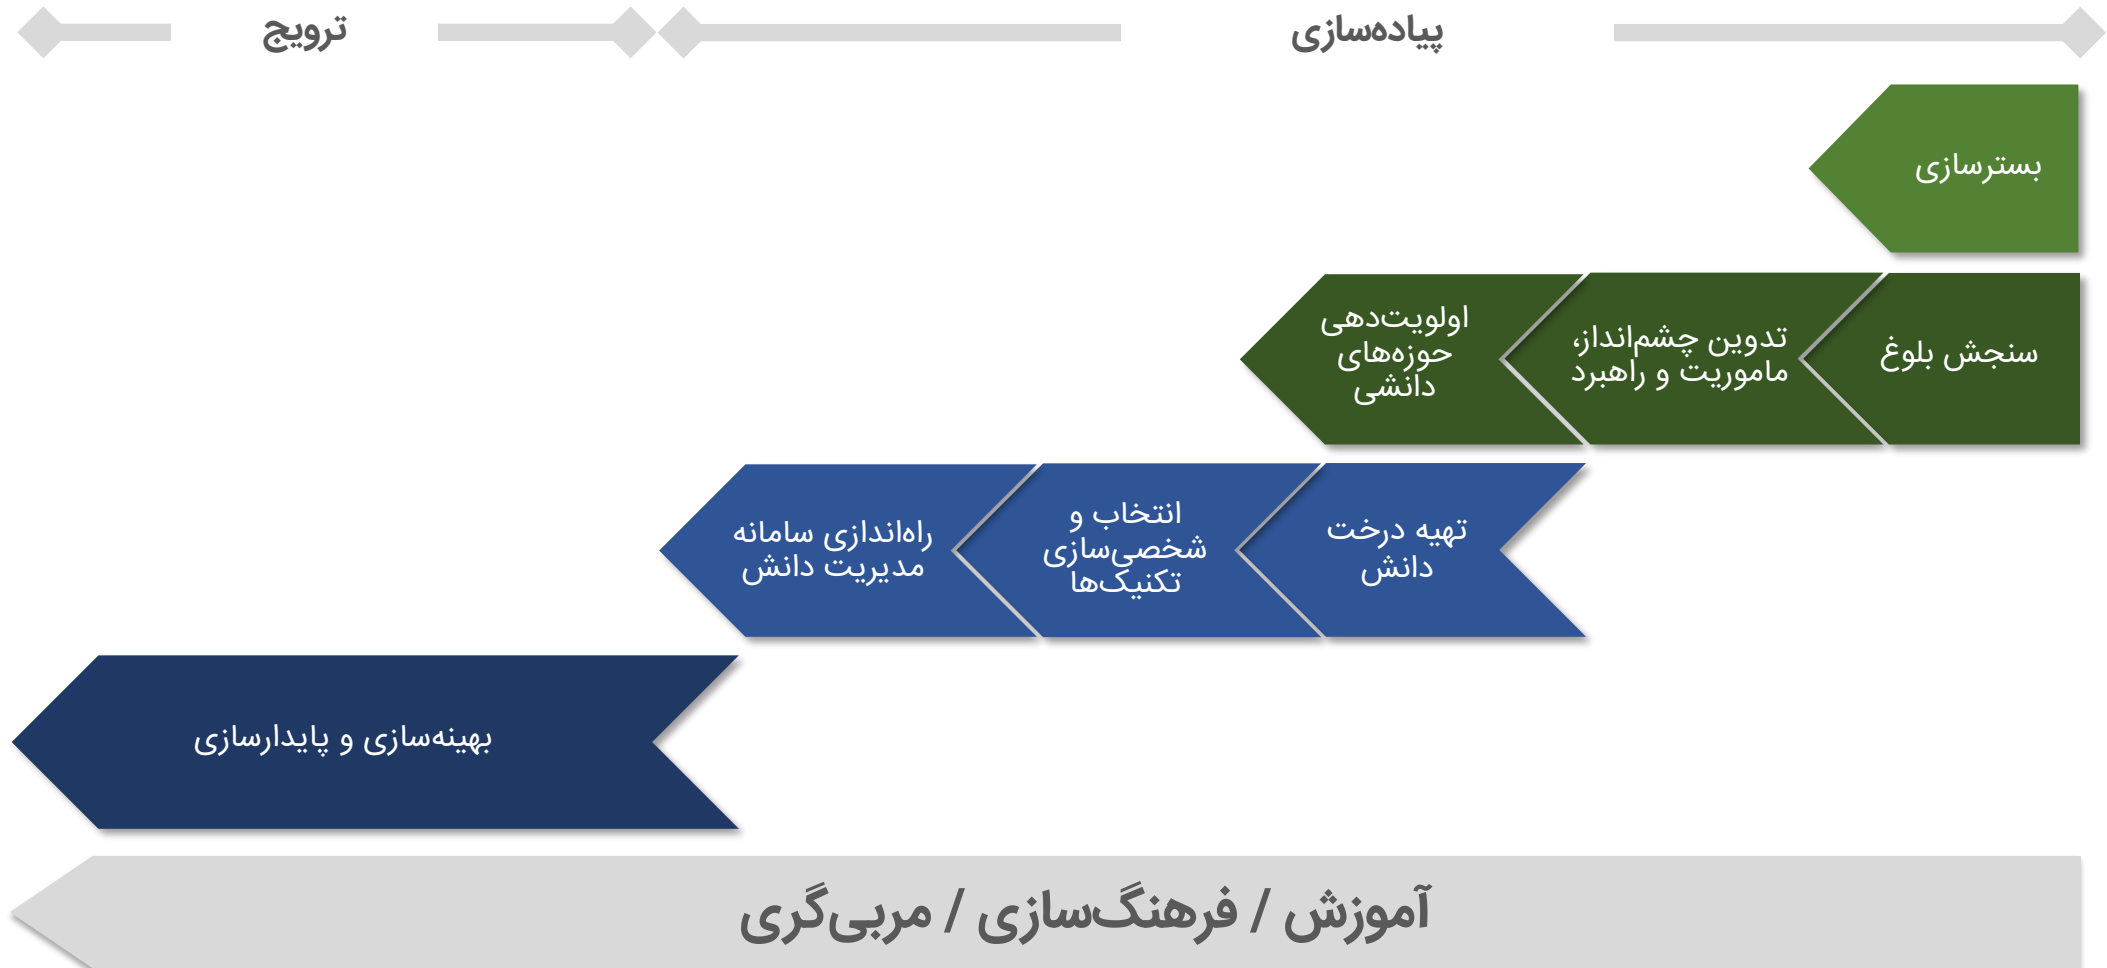 پیاده‌سازی
ترویج
بسترسازی
سنجش بلوغ
تدوین چشم‌انداز،
ماموریت و راهبرد
اولویت‌دهی
حوزه‌های
دانشی
تهیه درخت
دانش
انتخاب و
شخصی‌سازی
تکنیک‌ها
راه‌اندازی سامانه
مدیریت دانش
بهینه‌سازی و پایدارسازی
آموزش / فرهنگ‌سازی / مربی‌گری